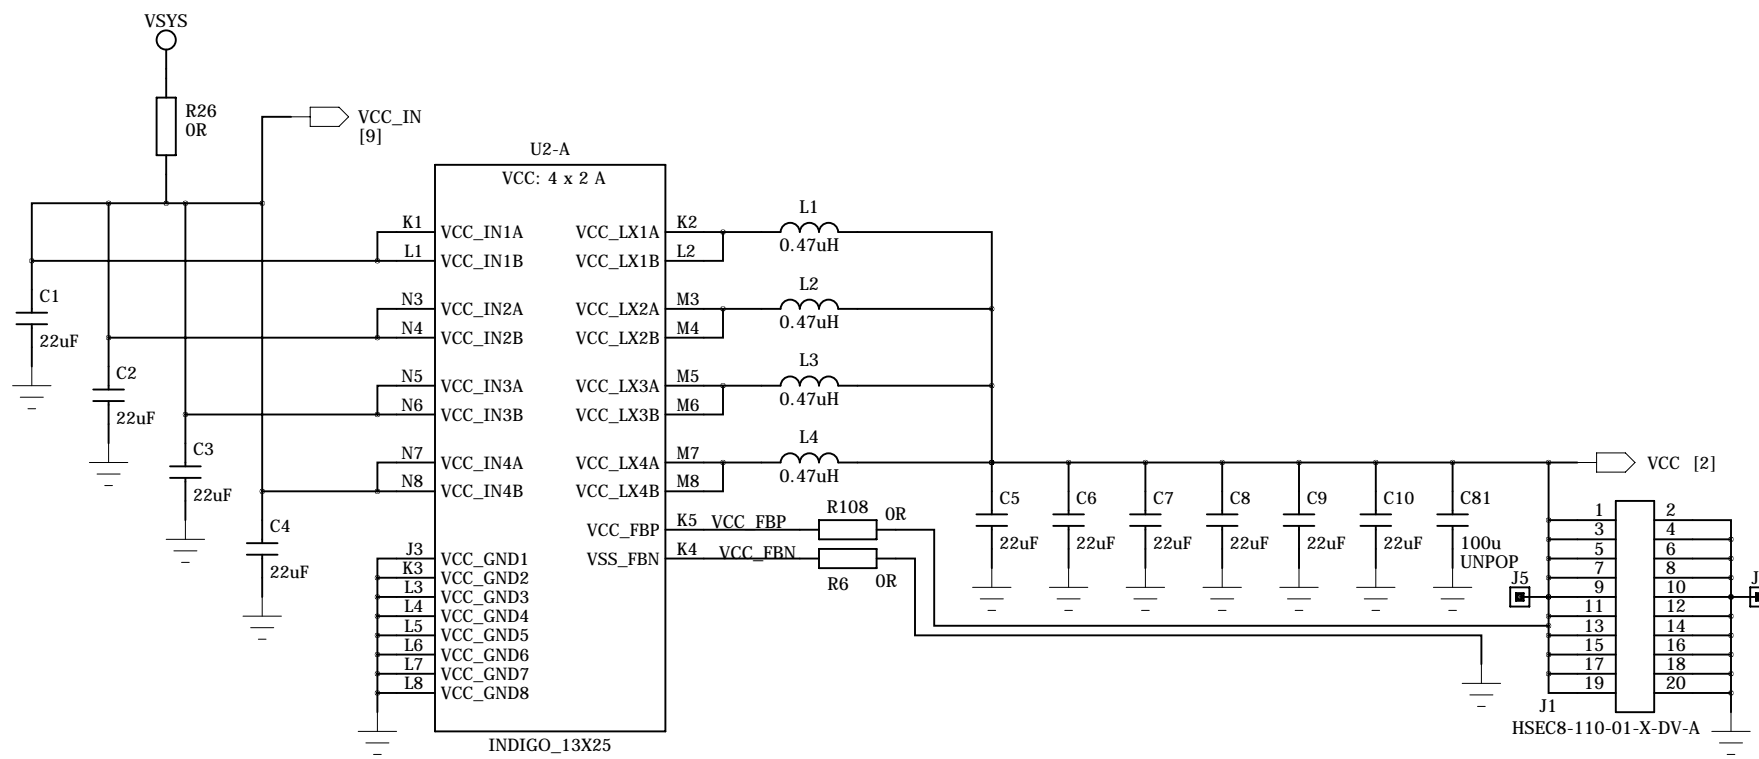 VSYS
R26
0R
VCC_IN
[9]
U2-A
VCC: 4 x 2 A
K1
VCC_IN1A
L1
VCC_IN1B
N3
VCC_IN2A
N4
VCC_IN2B
N5
VCC_IN3A
N6
VCC_IN3B
N7
VCC_IN4A
N8
VCC_IN4B
J3
VCC_GND1
K3
VCC_GND2
L3
VCC_GND3
L4
VCC_GND4
L5
VCC_GND5
L6
VCC_GND6
L7
VCC_GND7
L8
VCC_GND8
VCC_LX1A
K2
VCC_LX1B
L2
VCC_LX2A
M3
VCC_LX2B
M4
VCC_LX3A
M5
VCC_LX3B
M6
VCC_LX4A
M7
VCC_LX4B
M8
VCC_FBP
K5
VCC_FBP
VSS_FBN
K4
VCC_FBN
INDIGO_13X25
C1
22uF
C2
22uF
C3
22uF
C4
22uF
L1
0.47uH
L2
0.47uH
L3
0.47uH
L4
0.47uH
R108
0R
R6
0R
C5
22uF
C6
22uF
C7
22uF
C8
22uF
C9
22uF
C10
22uF
C81
100u
UNPOP
VCC [2]
J5
J
1
2
3
4
5
6
7
8
9
10
11
12
13
14
15
16
17
18
19
20
J1
HSEC8-110-01-X-DV-A